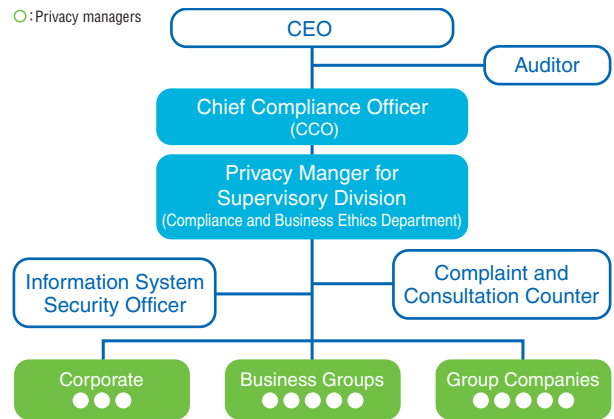 ○:Privacy managers
CEO
Auditor
Chief Compliance Officer
(CCO)
Privacy Manger for
Supervisory Division
(Compliance and Business Ethics Department)
Information System
Security Officer
Complaint and
Consultation Counter
Corporate
Business Groups
Group Companies